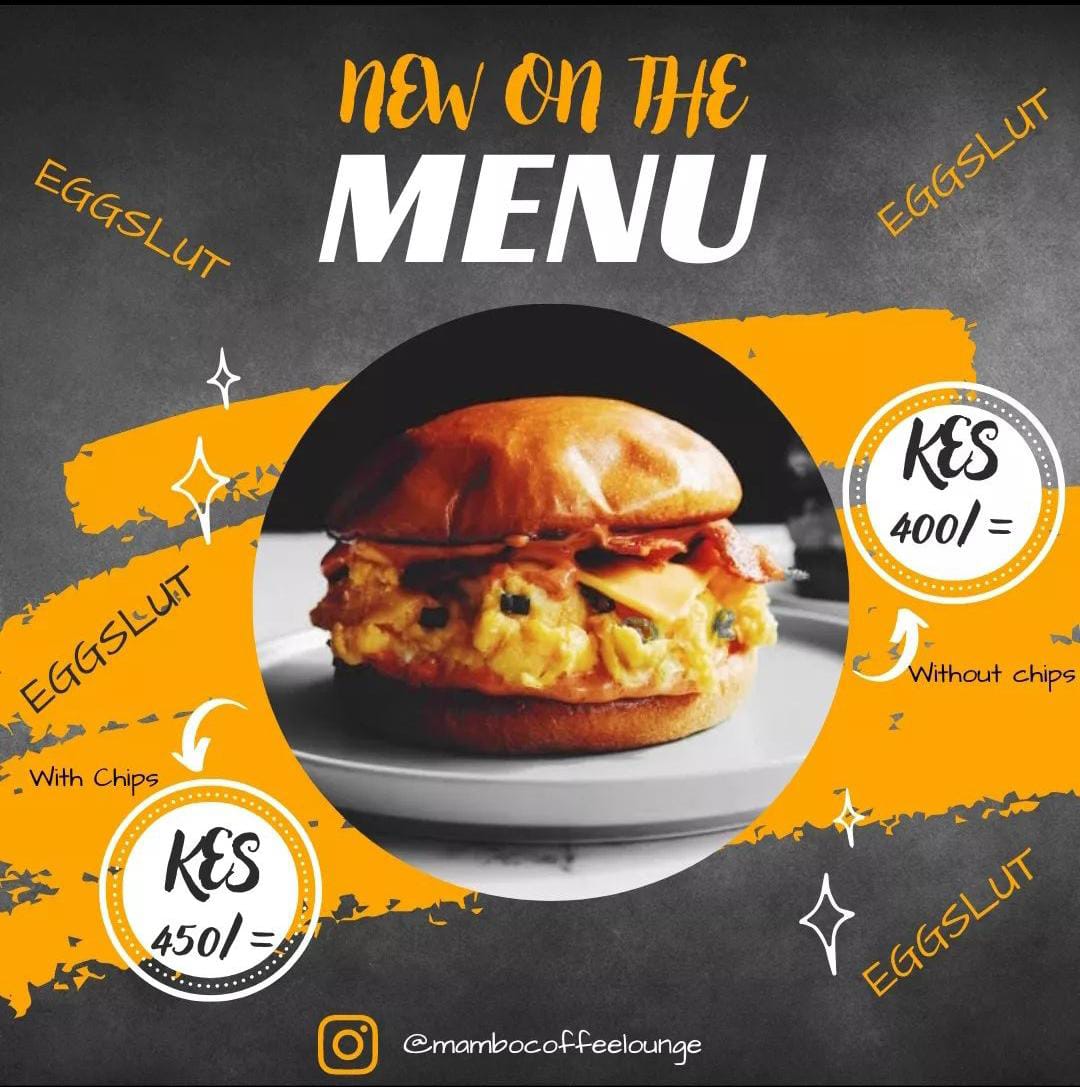 NEW ON THE
MENU
EGGSLUT
EGGSLUT
KES
400/=
Without chips
EGGSLUT
With Chips
KES
450/=
EGGSLUT
@mambocoffeelounge